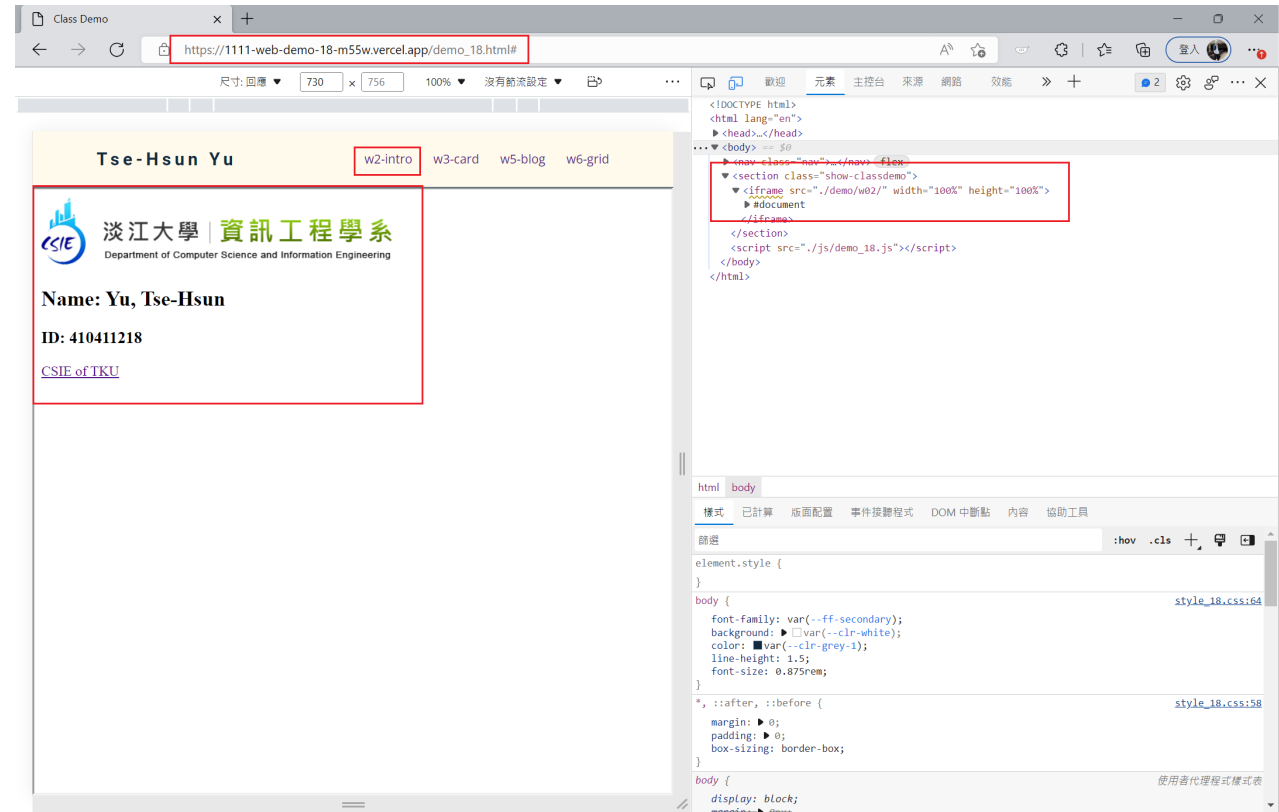 Class Demo
https://1111-web-demo-18-m55w.vercel.app/demo_18.html#
登入
尺寸: 回應 ▼ 730 x 756 100% ▼ 沒有節流設定 ▼
歡迎 元素 主控台 來源 網路 效能 2
Tse-Hsun Yu w2-intro w3-card w5-blog w6-grid
CSIE 淡江大學 資訊工程學系
Department of Computer Science and Information Engineering
Name: Yu, Tse-Hsun
ID: 410411218
CSIE of TKU
<!DOCTYPE html>
<html lang="en">
▶<head>…</head>
···▼<body> == $0
▶<nav class="nav">…</nav> flex
▼<section class="show-classdemo">
▼<iframe src="./demo/w02/" width="100%" height="100%">
▶#document
</iframe>
</section>
<script src="./js/demo_18.js"></script>
</body>
</html>
html body
樣式 已計算 版面配置 事件接聽程式 DOM 中斷點 內容 協助工具
篩選 :hov .cls
element.style {
}
body { style_18.css:64
font-family: var(--ff-secondary);
background: ▶ var(--clr-white);
color: var(--clr-grey-1);
line-height: 1.5;
font-size: 0.875rem;
}
*, ::after, ::before { style_18.css:58
margin: ▶ 0;
padding: ▶ 0;
box-sizing: border-box;
}
body { 使用者代理程式樣式表
display: block;